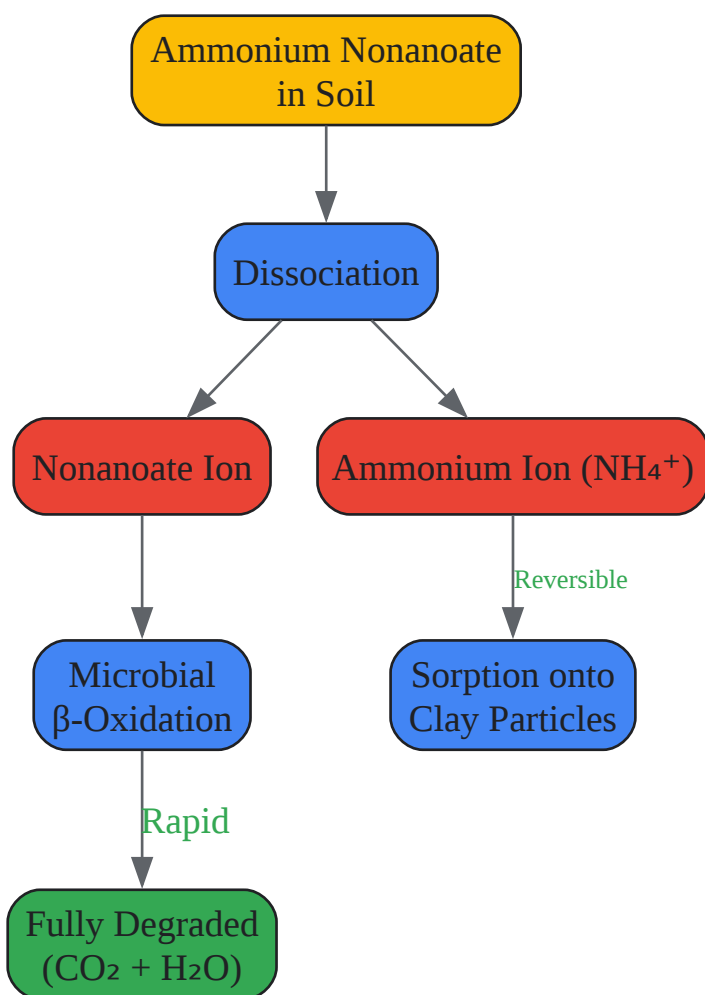 Ammonium Nonanoate
in Soil
Dissociation
Nonanoate Ion
Ammonium Ion (NH₄⁺)
Reversible
Microbial
β-Oxidation
Sorption onto
Clay Particles
Rapid
Fully Degraded
(CO₂ + H₂O)